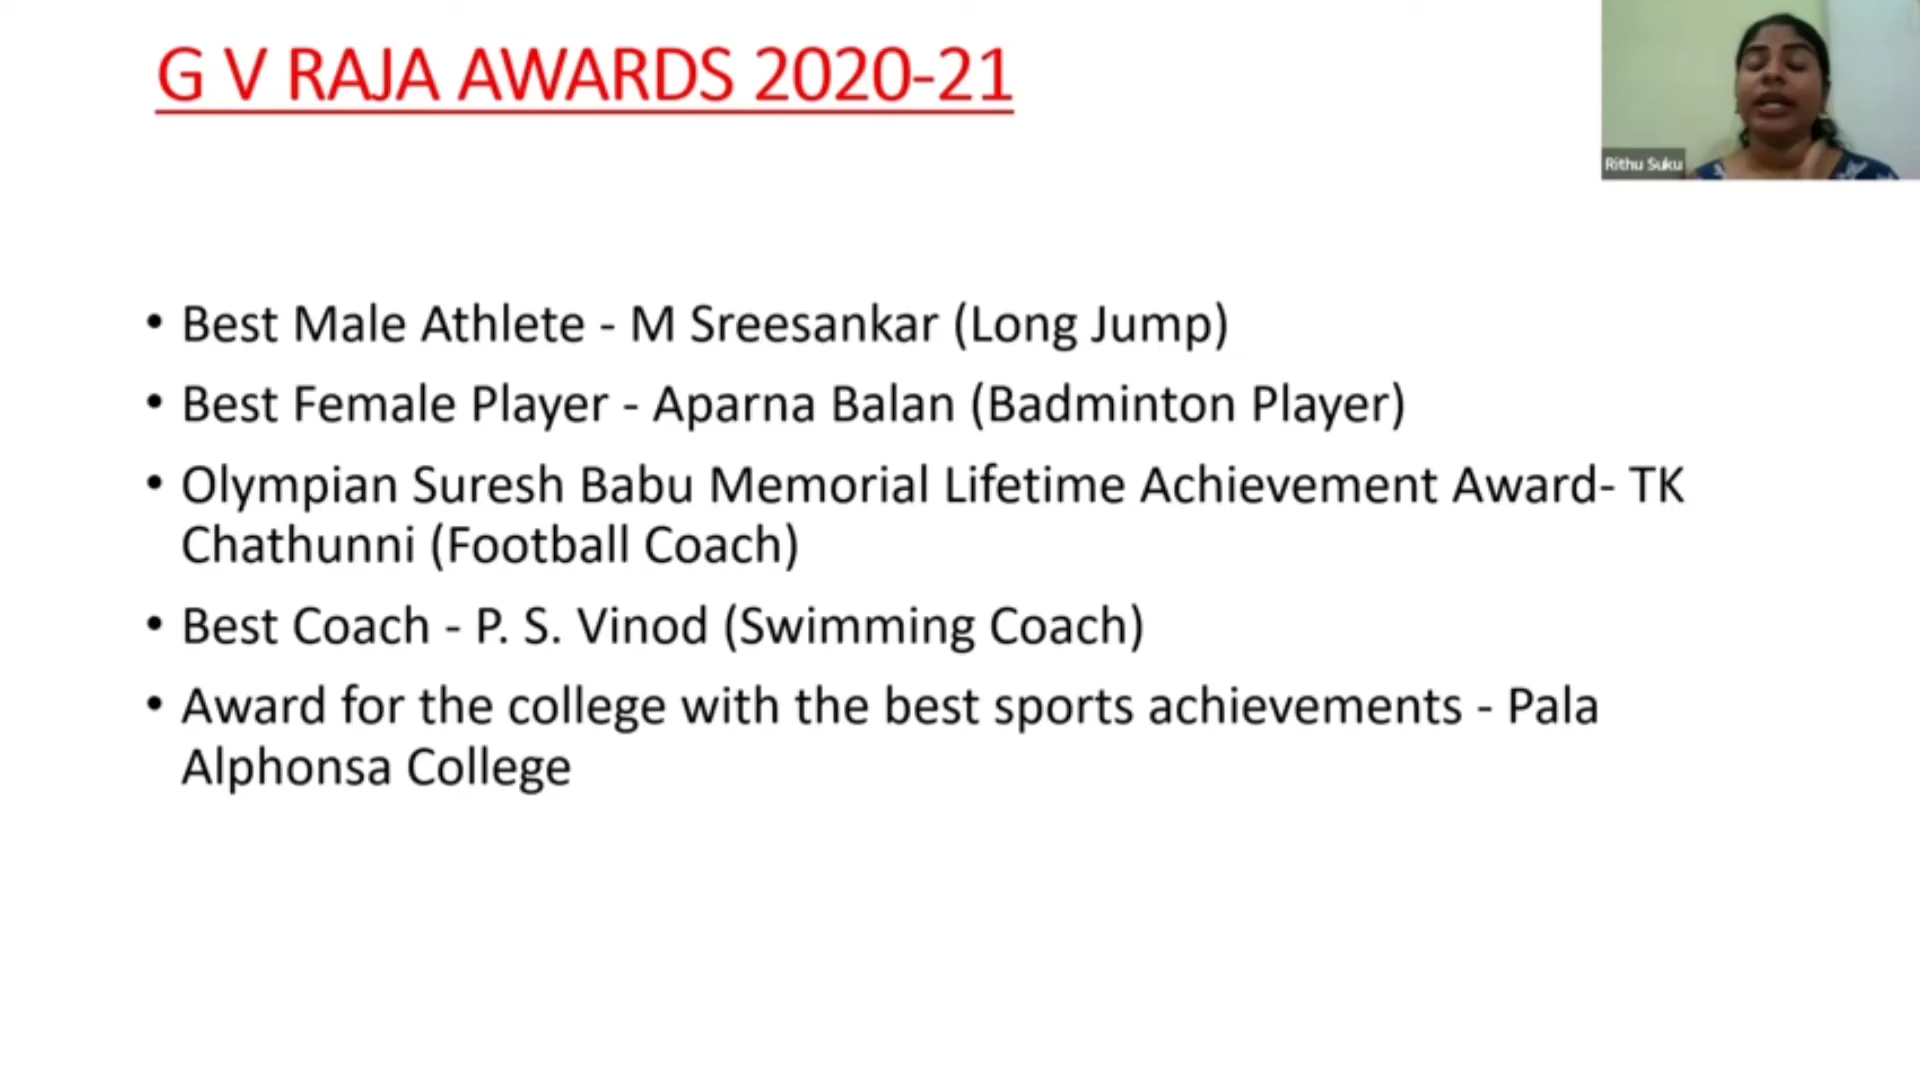 G V RAJA AWARDS 2020-21
Rithu Suku
• Best Male Athlete - M Sreesankar (Long Jump)
• Best Female Player - Aparna Balan (Badminton Player)
• Olympian Suresh Babu Memorial Lifetime Achievement Award- TK
Chathunni (Football Coach)
• Best Coach - P. S. Vinod (Swimming Coach)
• Award for the college with the best sports achievements - Pala
Alphonsa College